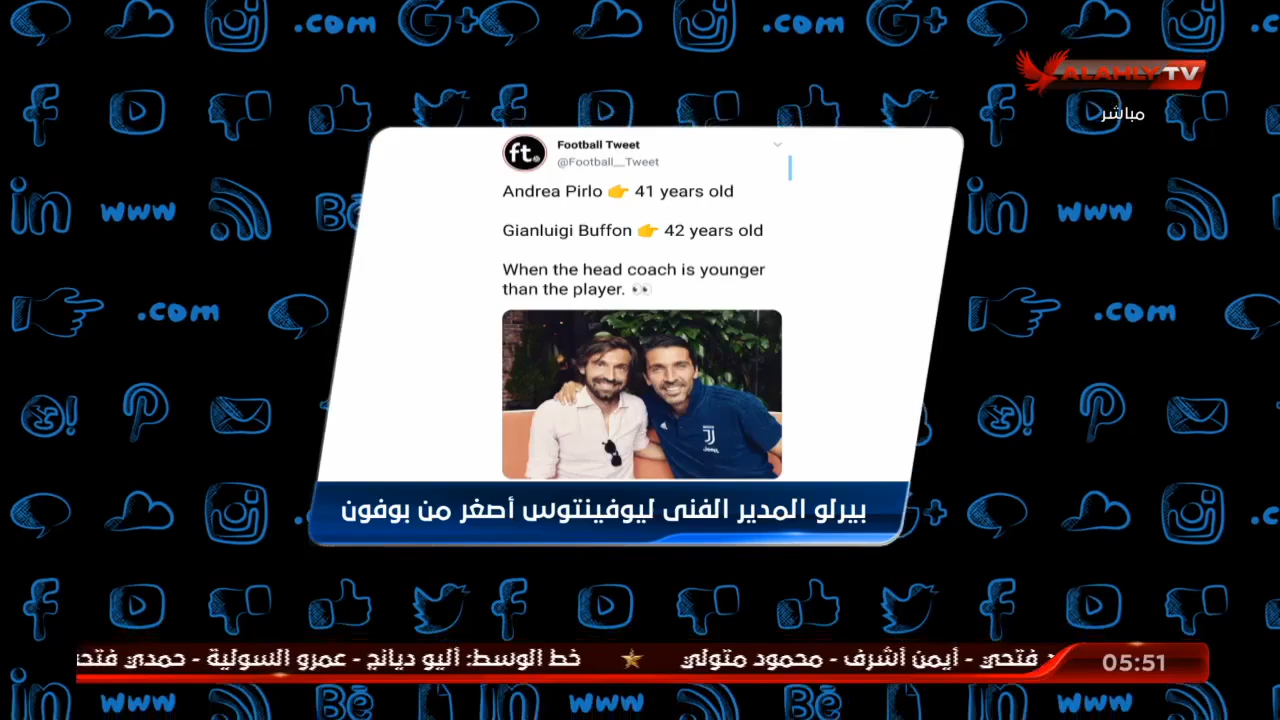 ALAHLY TV
مباشر
ft.
Football Tweet
@Football__Tweet
Andrea Pirlo 👉 41 years old
Gianluigi Buffon 👉 42 years old
When the head coach is younger
than the player. 👀
بيرلو المدير الفنى ليوفينتوس أصغر من بوفون
فتحي - أيمن أشرف - محمود متولي ★ خط الوسط: أليو ديانج - عمرو السولية - حمدي فتحي
05:51